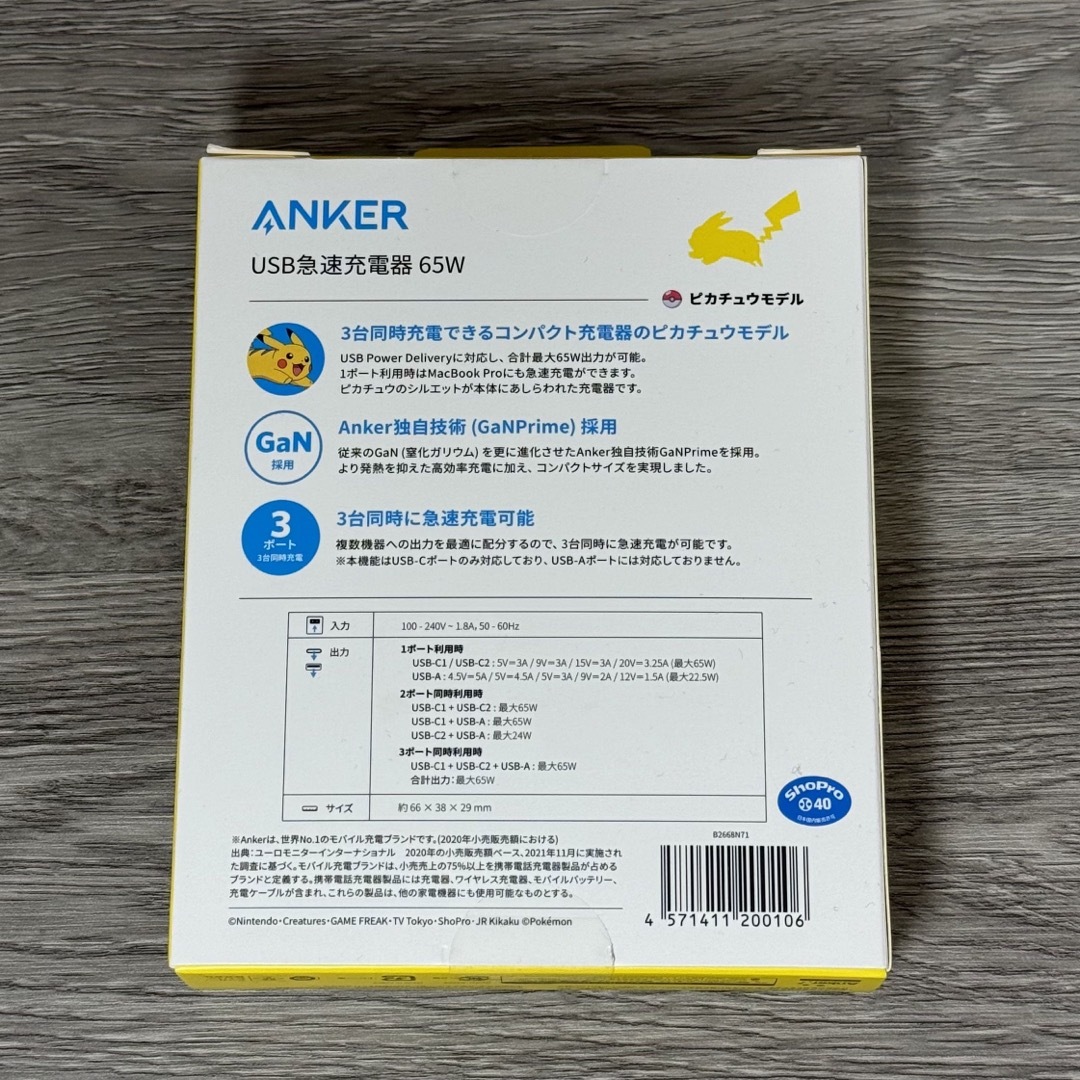 ANKER
USB急速充電器 65W
ピカチュウモデル
3台同時充電できるコンパクト充電器のピカチュウモデル
USB Power Deliveryに対応し、合計最大65W出力が可能。
1ポート利用時はMacBook Proにも急速充電ができます。
ピカチュウのシルエットが本体にあしらわれた充電器です。
GaN
採用
Anker独自技術 (GaNPrime) 採用
従来のGaN (窒化ガリウム) を更に進化させたAnker独自技術GaNPrimeを採用。
より発熱を抑えた高効率充電に加え、コンパクトサイズを実現しました。
3
ポート
3台同時充電
3台同時に急速充電可能
複数機器への出力を最適に配分するので、3台同時に急速充電が可能です。
※本機能はUSB-Cポートのみ対応しており、USB-Aポートには対応しておりません。
入力
100 - 240V ~ 1.8A, 50 - 60Hz
出力
1ポート利用時
USB-C1 / USB-C2 : 5V⎓3A / 9V⎓3A / 15V⎓3A / 20V⎓3.25A (最大65W)
USB-A : 4.5V⎓5A / 5V⎓4.5A / 5V⎓3A / 9V⎓2A / 12V⎓1.5A (最大22.5W)
2ポート同時利用時
USB-C1 + USB-C2 : 最大65W
USB-C1 + USB-A : 最大65W
USB-C2 + USB-A : 最大24W
3ポート同時利用時
USB-C1 + USB-C2 + USB-A : 最大65W
合計出力：最大65W
サイズ
約 66 × 38 × 29 mm
ShoPro
40
日本国内販売許諾
B2668N71
※Ankerは、世界No.1のモバイル充電ブランドです。(2020年小売販売額における)
出典：ユーロモニターインターナショナル 2020年の小売販売額ベース、2021年11月に実施され
た調査に基づく。モバイル充電ブランドは、小売売上の75%以上を携帯電話充電器製品が占める
ブランドと定義する。携帯電話充電器製品には充電器、ワイヤレス充電器、モバイルバッテリー、
充電ケーブルが含まれ、これらの製品は、他の家電機器にも使用可能なものとする。
©Nintendo・Creatures・GAME FREAK・TV Tokyo・ShoPro・JR Kikaku ©Pokémon
4 571411 200106